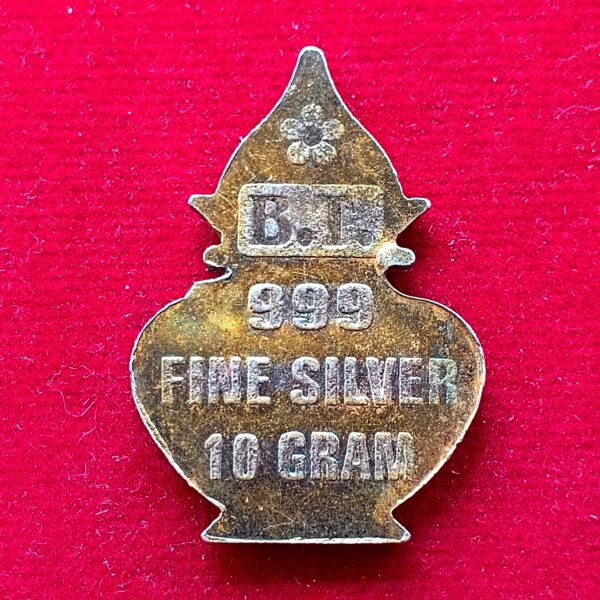 B.I.
999
FINE SILVER
10 GRAM